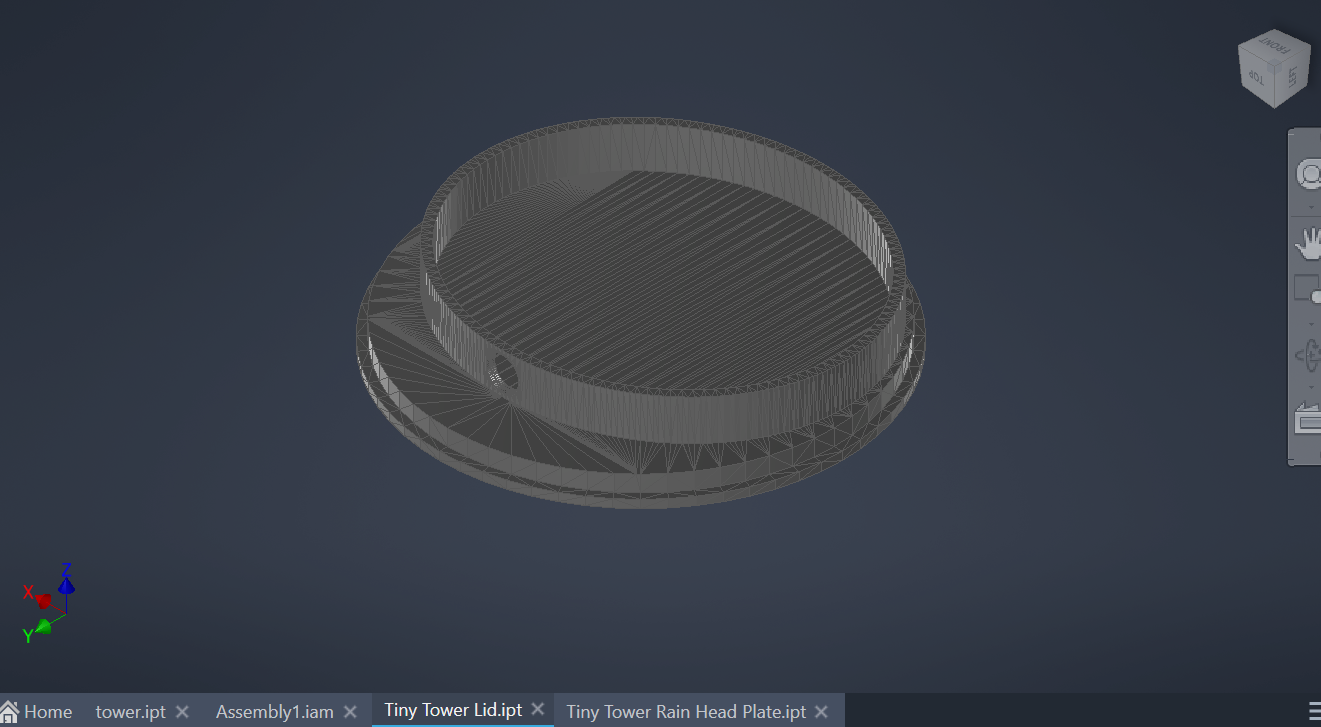 FRONT
TOP
LEFT
Z
X
Y
Home tower.ipt Assembly1.iam Tiny Tower Lid.ipt Tiny Tower Rain Head Plate.ipt